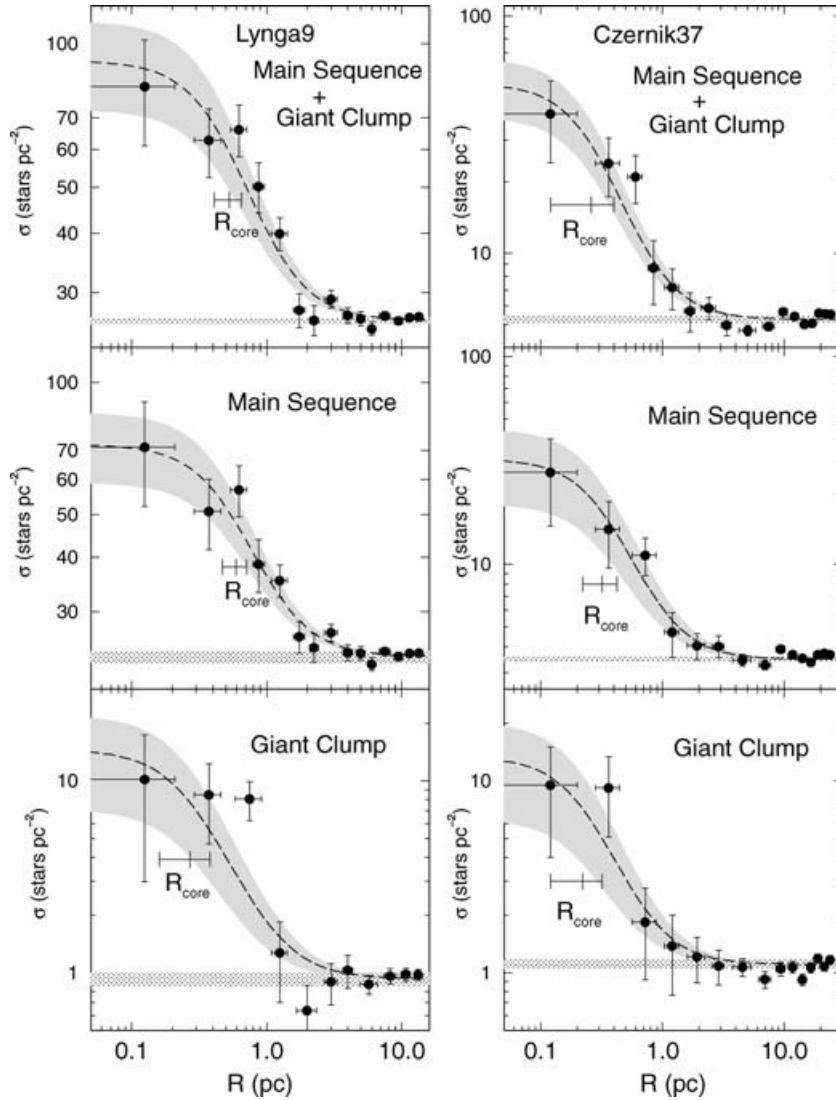 Lynga9
Main Sequence
+
Giant Clump
100
70
60
50
40
30
σ (stars pc⁻²)
R_core
Czernik37
Main Sequence
+
Giant Clump
100
10
σ (stars pc⁻²)
R_core
Main Sequence
100
70
60
50
40
30
σ (stars pc⁻²)
R_core
Main Sequence
100
10
σ (stars pc⁻²)
R_core
Giant Clump
10
1
σ (stars pc⁻²)
R_core
0.1
1.0
10.0
R (pc)
Giant Clump
10
1
σ (stars pc⁻²)
R_core
0.1
1.0
10.0
R (pc)